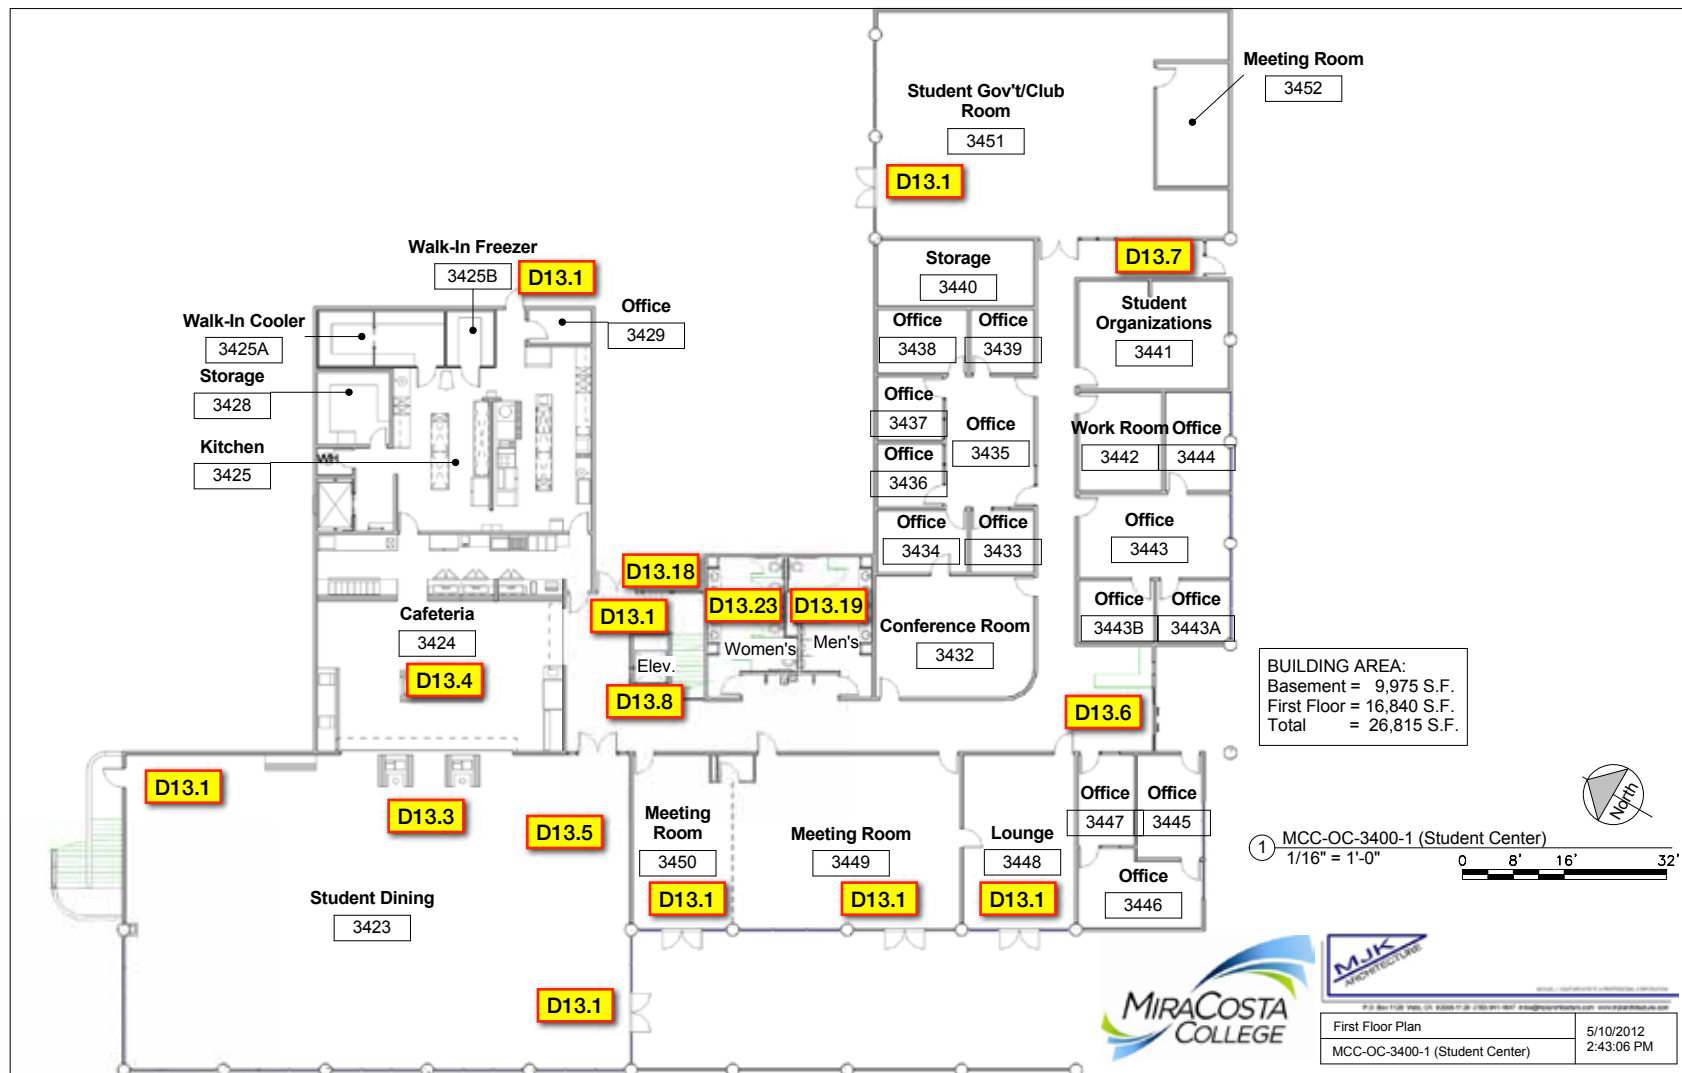 Meeting Room
3452
Student Gov't/Club
Room
3451
D13.1
Walk-In Freezer
3425B
D13.1
Storage
3440
D13.7
Walk-In Cooler
3425A
Office
3429
Student
Organizations
3441
Office
3438
Office
3439
Storage
3428
Office
3437
Office
3435
Work Room
3442
Office
3444
Kitchen
3425
WH
Office
3436
Office
3434
Office
3433
Office
3443
D13.18
D13.1
D13.23
D13.19
Women's
Men's
Elev.
D13.8
Cafeteria
3424
D13.4
Conference Room
3432
Office
3443B
Office
3443A
D13.6
BUILDING AREA:
Basement = 9,975 S.F.
First Floor = 16,840 S.F.
Total = 26,815 S.F.
D13.1
D13.3
D13.5
Meeting
Room
3450
D13.1
Meeting Room
3449
D13.1
Lounge
3448
D13.1
Office
3447
Office
3445
Office
3446
Student Dining
3423
D13.1
North
1 MCC-OC-3400-1 (Student Center)
1/16" = 1'-0"
0 8' 16' 32'
MIRACOSTA
COLLEGE
MJK
ARCHITECTURE
First Floor Plan
MCC-OC-3400-1 (Student Center)
5/10/2012
2:43:06 PM